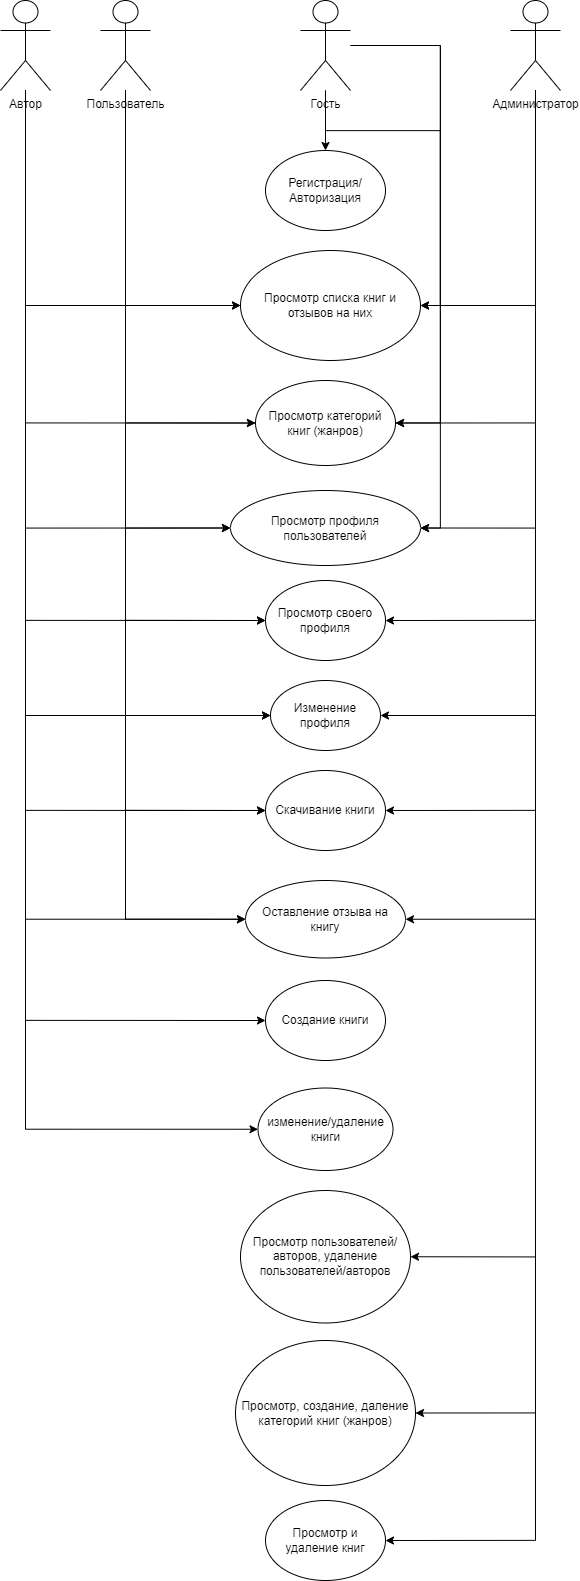 Автор
Пользователь
Гость
Администратор
Регистрация/
Авторизация
Просмотр списка книг и
отзывов на них
Просмотр категорий
книг (жанров)
Просмотр профиля
пользователей
Просмотр своего
профиля
Изменение
профиля
Скачивание книги
Оставление отзыва на
книгу
Создание книги
изменение/удаление
книги
Просмотр пользователей/
авторов, удаление
пользователей/авторов
Просмотр, создание, даление
категорий книг (жанров)
Просмотр и
удаление книг